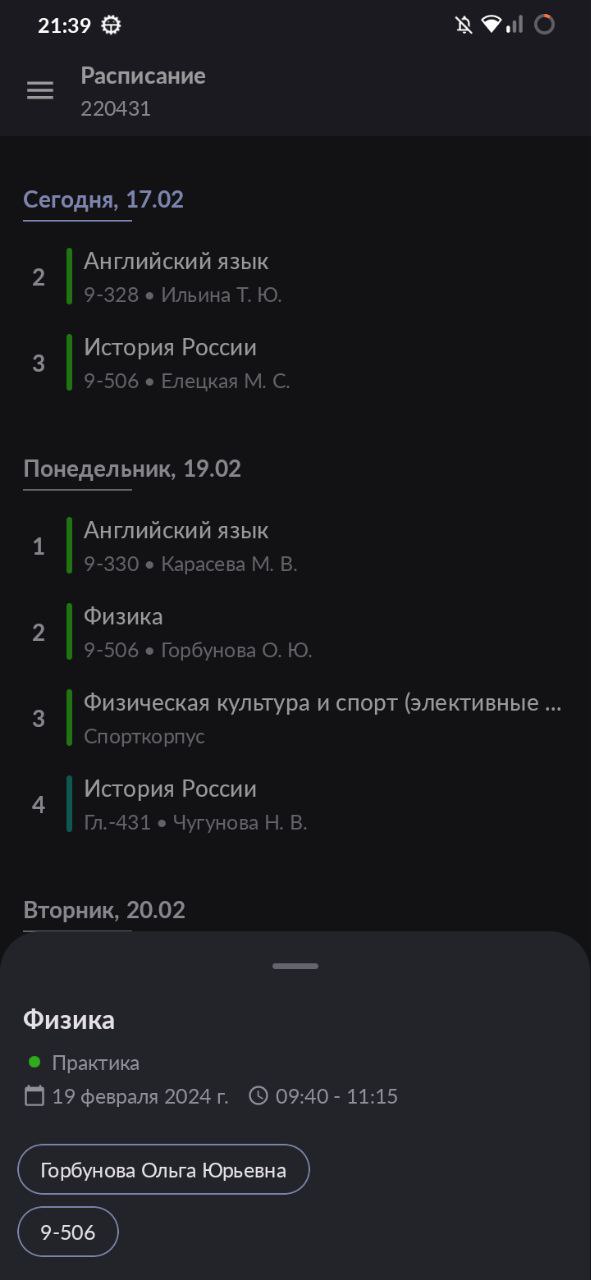 21:39
Расписание
220431
Сегодня, 17.02
2
Английский язык
9-328 • Ильина Т. Ю.
3
История России
9-506 • Елецкая М. С.
Понедельник, 19.02
1
Английский язык
9-330 • Карасева М. В.
2
Физика
9-506 • Горбунова О. Ю.
3
Физическая культура и спорт (элективные ...
Спорткорпус
4
История России
Гл.-431 • Чугунова Н. В.
Вторник, 20.02
Физика
Практика
19 февраля 2024 г. 09:40 - 11:15
Горбунова Ольга Юрьевна
9-506